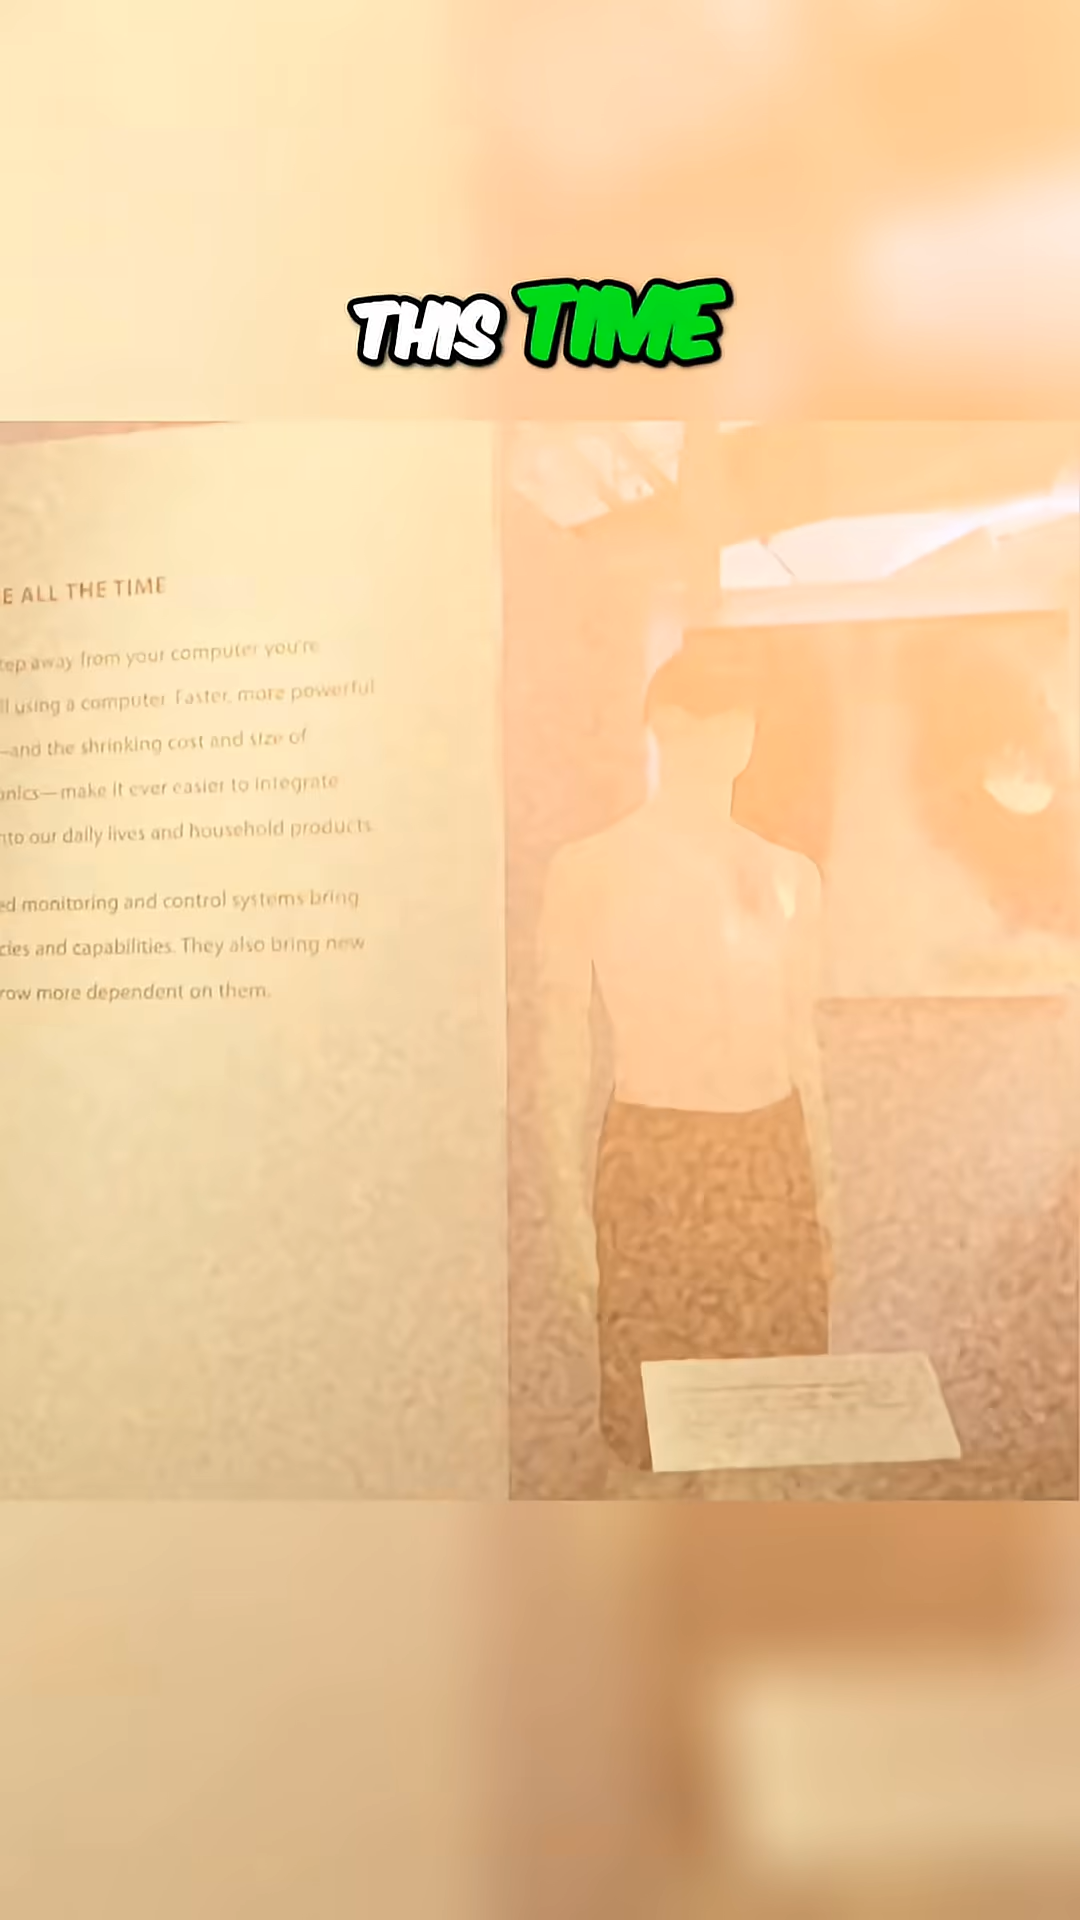 THIS TIME
E ALL THE TIME
tep away from your computer you're
ll using a computer. Faster, more powerful
—and the shrinking cost and size of
onics—make it ever easier to integrate
nto our daily lives and household products.
ed monitoring and control systems bring
cies and capabilities. They also bring new
row more dependent on them.